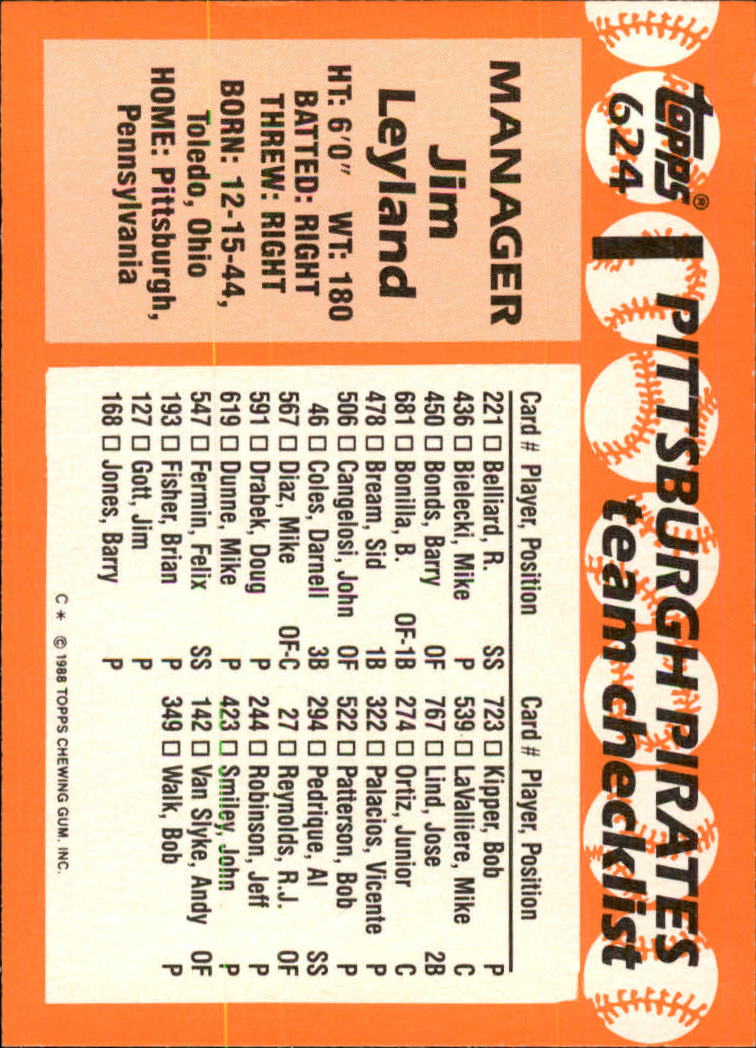 Topps®
624
PITTSBURGH PIRATES
team checklist
MANAGER
Jim
Leyland
HT: 6'0" WT: 180
BATTED: RIGHT
THREW: RIGHT
BORN: 12-15-44,
Toledo, Ohio
HOME: Pittsburgh,
Pennsylvania
Card # Player, Position
221 □ Belliard, R. SS
436 □ Bielecki, Mike P
450 □ Bonds, Barry OF
681 □ Bonilla, B. OF-1B
478 □ Bream, Sid 1B
506 □ Cangelosi, John OF
46 □ Coles, Darnell 3B
567 □ Diaz, Mike OF-C
591 □ Drabek, Doug P
619 □ Dunne, Mike P
547 □ Fermin, Felix SS
193 □ Fisher, Brian P
127 □ Gott, Jim P
168 □ Jones, Barry P
Card # Player, Position
723 □ Kipper, Bob P
539 □ LaValliere, Mike C
767 □ Lind, Jose 2B
274 □ Ortiz, Junior C
322 □ Palacios, Vicente P
522 □ Patterson, Bob P
294 □ Pedrique, Al SS
27 □ Reynolds, R.J. OF
244 □ Robinson, Jeff P
423 □ Smiley, John P
142 □ Van Slyke, Andy OF
349 □ Walk, Bob P
C * © 1988 TOPPS CHEWING GUM, INC.